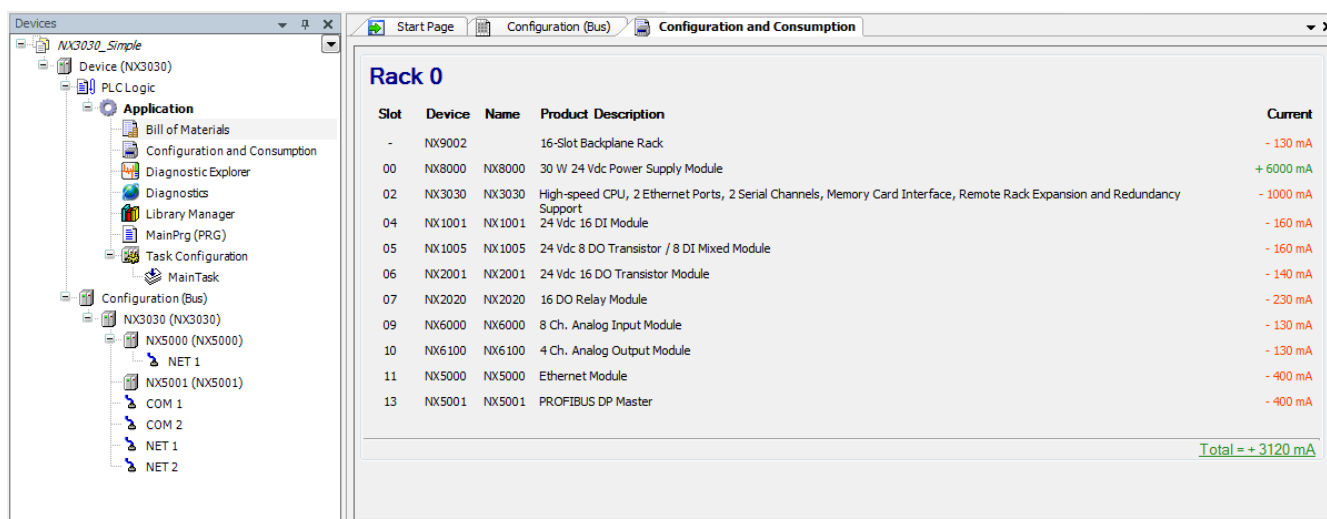 Devices
NX3030_Simple
Device (NX3030)
PLC Logic
Application
Bill of Materials
Configuration and Consumption
Diagnostic Explorer
Diagnostics
Library Manager
MainPrg (PRG)
Task Configuration
MainTask
Configuration (Bus)
NX3030 (NX3030)
NX5000 (NX5000)
NET 1
NX5001 (NX5001)
COM 1
COM 2
NET 1
NET 2
Start Page Configuration (Bus) Configuration and Consumption
Rack 0
Slot Device Name Product Description Current
- NX9002 16-Slot Backplane Rack - 130 mA
00 NX8000 NX8000 30 W 24 Vdc Power Supply Module + 6000 mA
02 NX3030 NX3030 High-speed CPU, 2 Ethernet Ports, 2 Serial Channels, Memory Card Interface, Remote Rack Expansion and Redundancy - 1000 mA
Support
04 NX1001 NX1001 24 Vdc 16 DI Module - 160 mA
05 NX1005 NX1005 24 Vdc 8 DO Transistor / 8 DI Mixed Module - 160 mA
06 NX2001 NX2001 24 Vdc 16 DO Transistor Module - 140 mA
07 NX2020 NX2020 16 DO Relay Module - 230 mA
09 NX6000 NX6000 8 Ch. Analog Input Module - 130 mA
10 NX6100 NX6100 4 Ch. Analog Output Module - 130 mA
11 NX5000 NX5000 Ethernet Module - 400 mA
13 NX5001 NX5001 PROFIBUS DP Master - 400 mA
Total = + 3120 mA